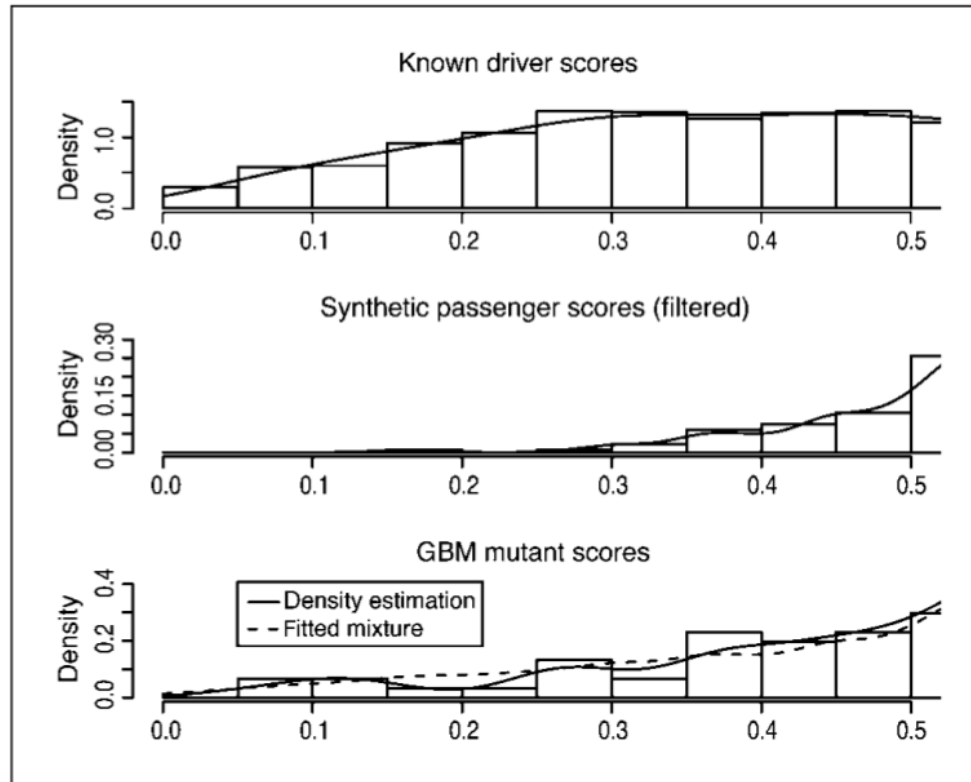 Known driver scores
Density
0.0 1.0
0.0 0.1 0.2 0.3 0.4 0.5
Synthetic passenger scores (filtered)
Density
0.00 0.15 0.30
0.0 0.1 0.2 0.3 0.4 0.5
GBM mutant scores
Density
0.0 0.2 0.4
Density estimation
Fitted mixture
0.0 0.1 0.2 0.3 0.4 0.5